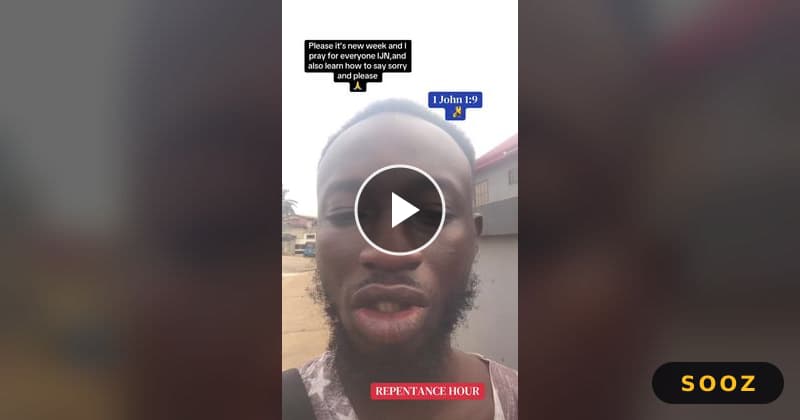 Please it's new week and I
pray for everyone IJN,and
also learn how to say sorry
and please
🙏
1 John 1:9
REPENTANCE HOUR
SOOZ